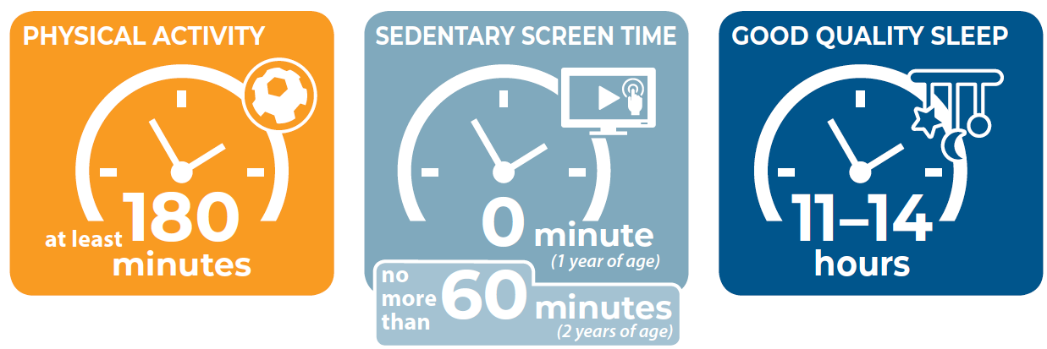 PHYSICAL ACTIVITY
at least 180
minutes
SEDENTARY SCREEN TIME
0 minute
(1 year of age)
no more than 60 minutes
(2 years of age)
GOOD QUALITY SLEEP
11–14
hours